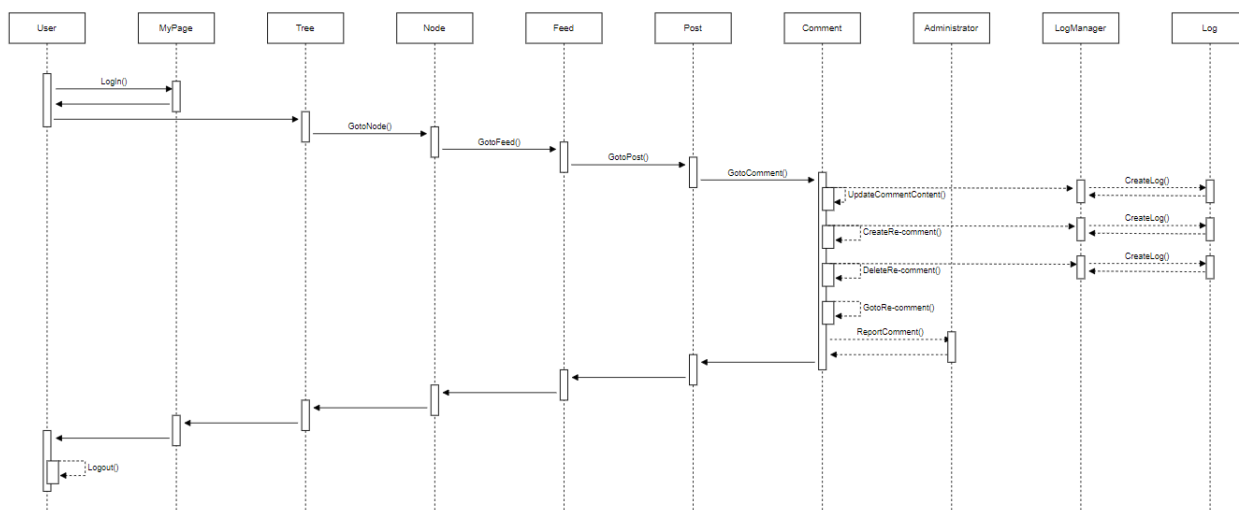 User
MyPage
Tree
Node
Feed
Post
Comment
Administrator
LogManager
Log
LogIn()
GotoNode()
GotoFeed()
GotoPost()
GotoComment()
CreateLog()
UpdateCommentContent()
CreateLog()
CreateRe-comment()
CreateLog()
DeleteRe-comment()
GotoRe-comment()
ReportComment()
Logout()